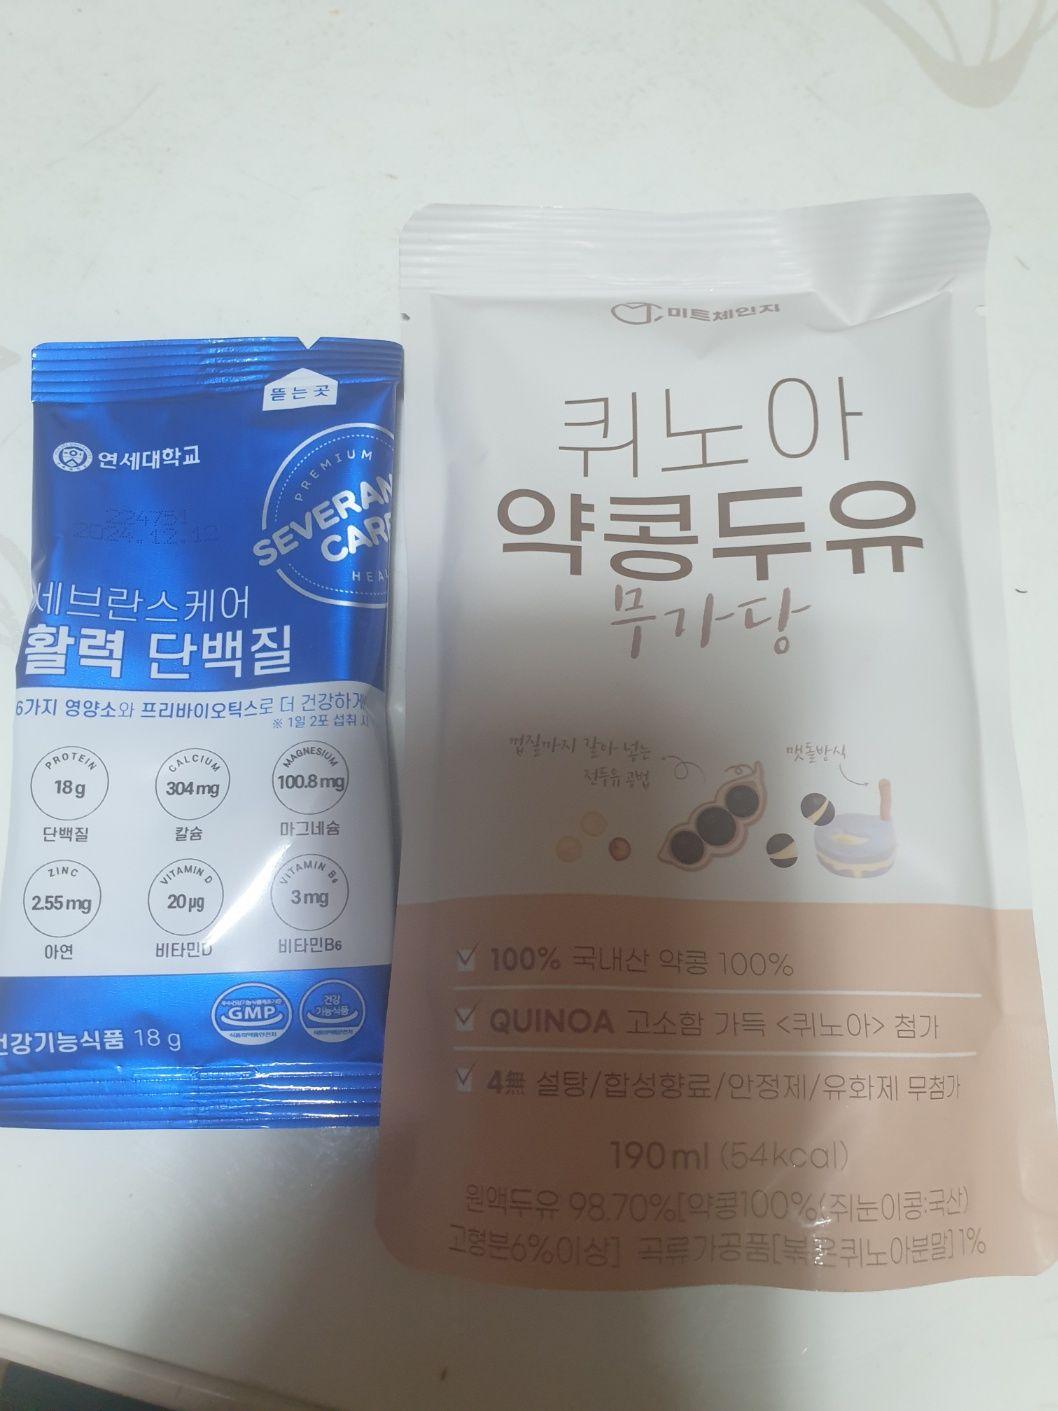 뜯는곳
연세대학교
PREMIUM
SEVERAN
CARE
HEAL
224751
2024.12.12
세브란스케어
활력 단백질
6가지 영양소와 프리바이오틱스로 더 건강하게
※ 1일 2포 섭취 시
PROTEIN
18g
단백질
CALCIUM
304mg
칼슘
MAGNESIUM
100.8mg
마그네슘
ZINC
2.55mg
아연
VITAMIN D
20μg
비타민D
VITAMIN B6
3mg
비타민B6
GMP
건강
기능식품
건강기능식품 18g
미트체인지
퀴노아
약콩두유
무가당
껍질까지 갈아 넣는
전두유 공법
맷돌방식
100% 국내산 약콩 100%
QUINOA 고소함 가득 <퀴노아> 첨가
4無 설탕/합성향료/안정제/유화제 무첨가
190ml (54kcal)
원액두유 98.70%[약콩100%(쥐눈이콩:국산)
고형분6%이상] 곡류가공품[볶은퀴노아분말]1%